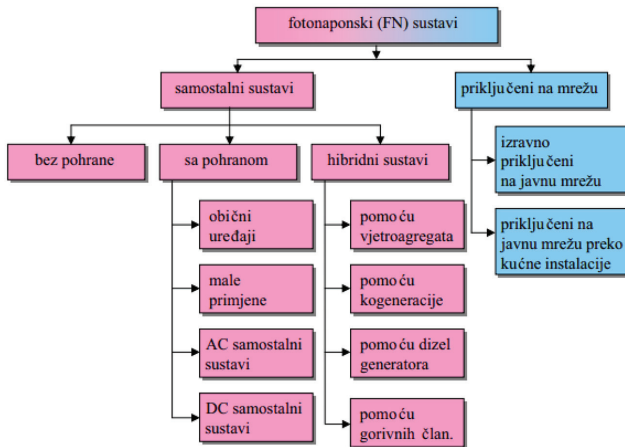 fotonaponski (FN) sustavi
samostalni sustavi
priključeni na mrežu
bez pohrane
sa pohranom
hibridni sustavi
izravno
priključeni
na javnu mrežu
obični
uređaji
pomoću
vjetroagregata
priključeni na
javnu mrežu preko
kućne instalacije
male
primjene
pomoću
kogeneracije
AC samostalni
sustavi
pomoću dizel
generatora
DC samostalni
sustavi
pomoću
gorivnih član.